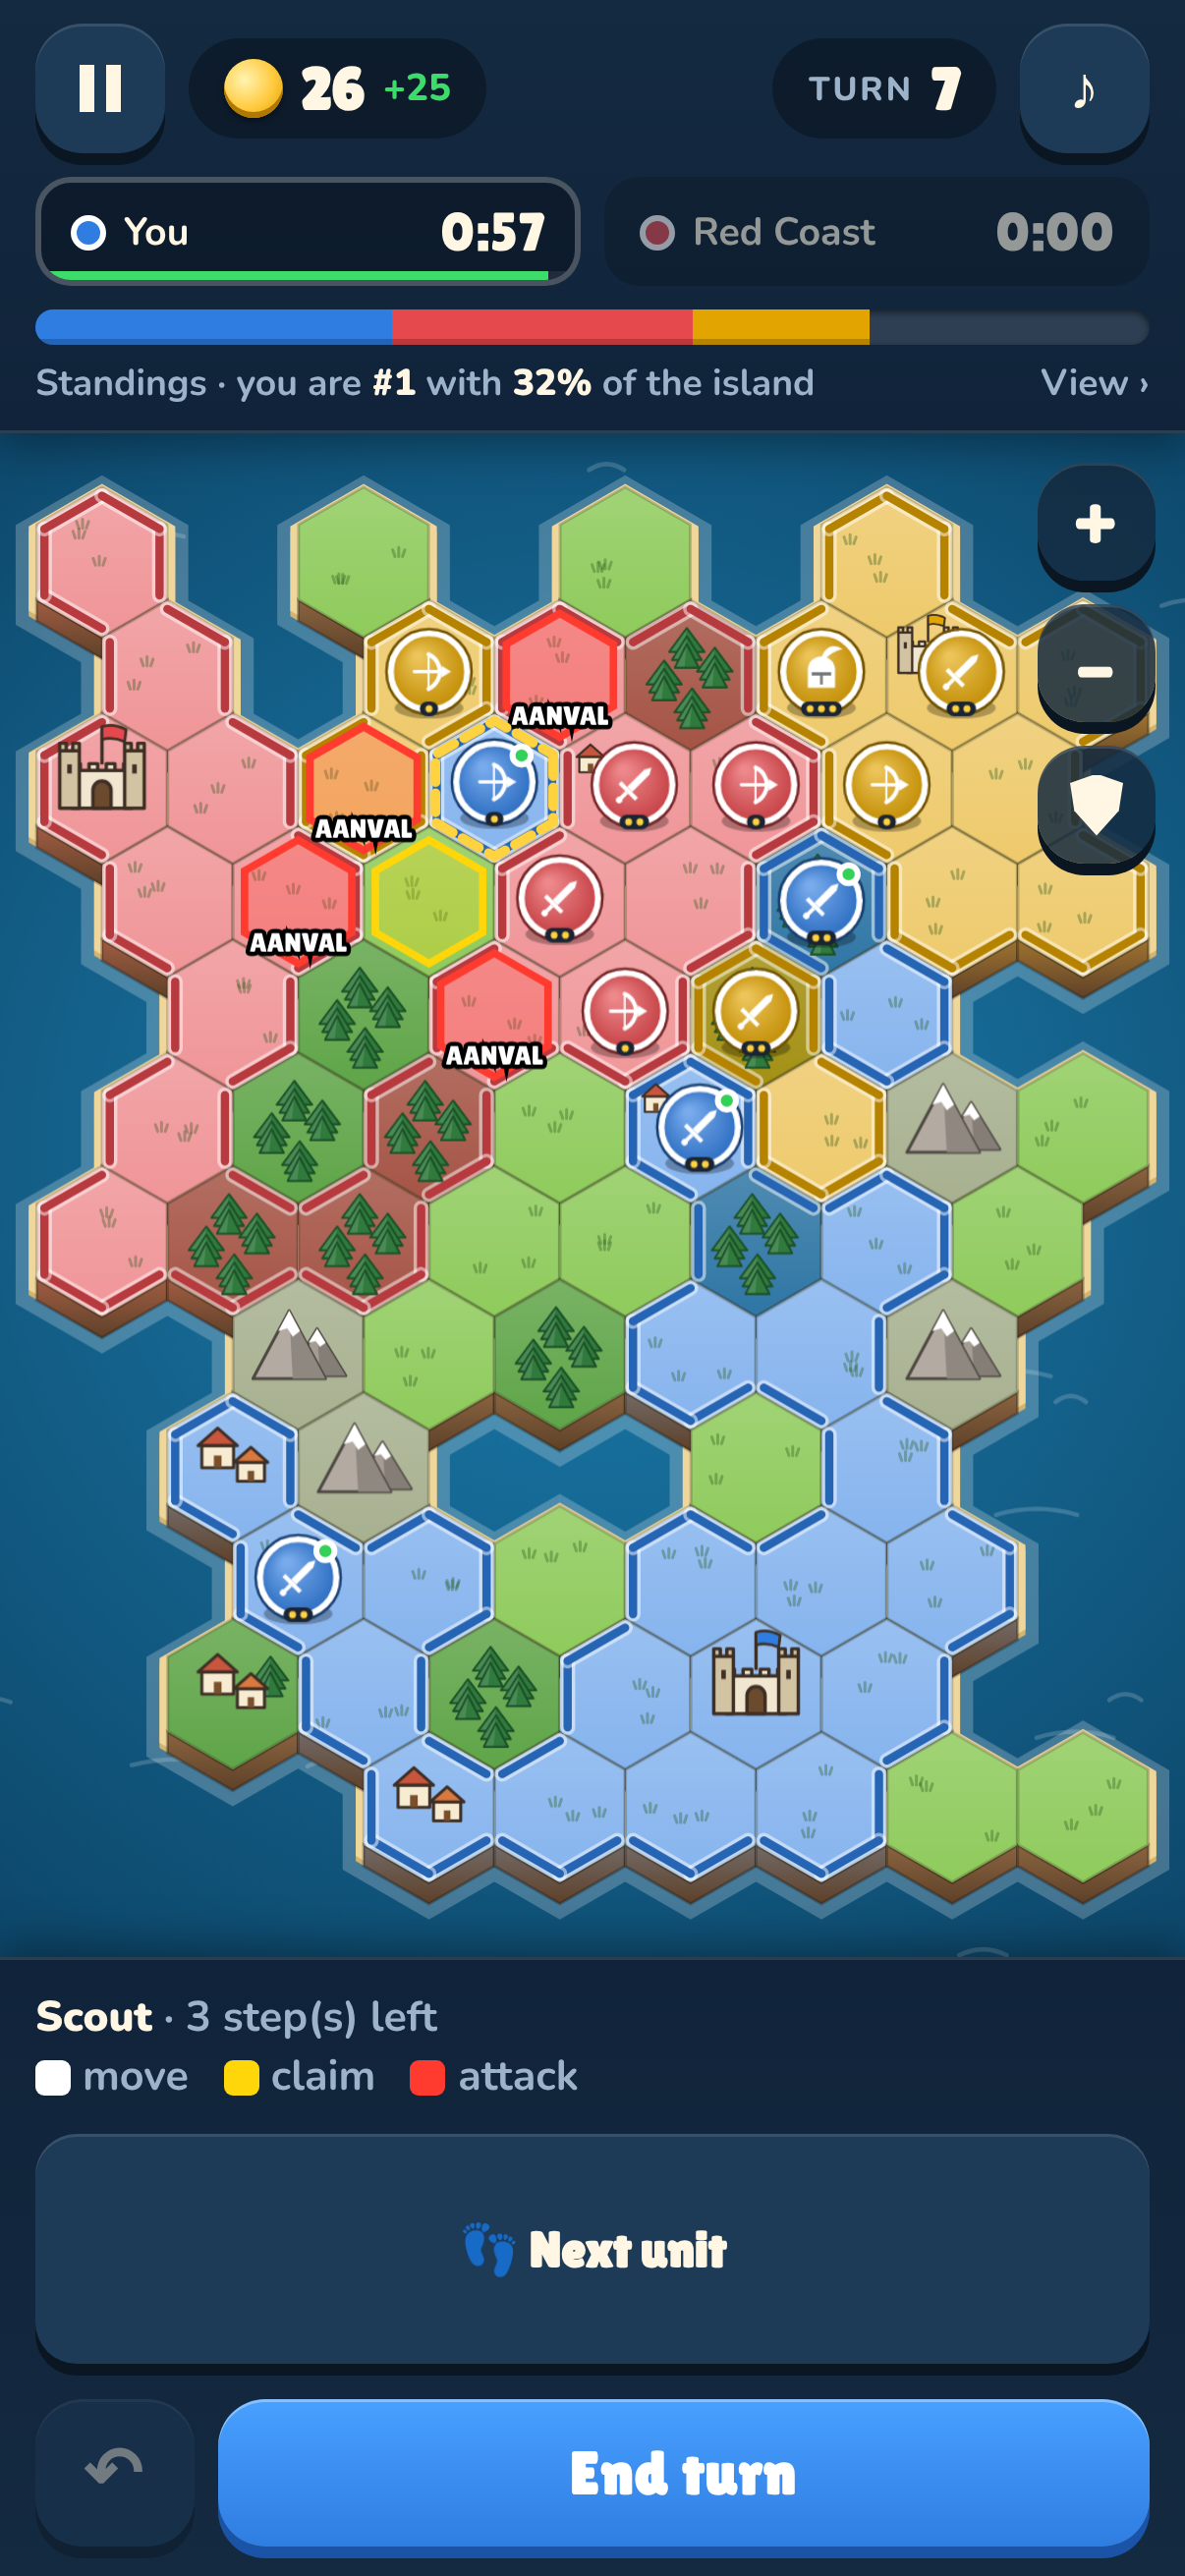 26 +25
TURN 7
♪
You 0:57
Red Coast 0:00
Standings · you are #1 with 32% of the island
View ›
+
−
AANVAL
AANVAL
AANVAL
AANVAL
Scout · 3 step(s) left
move claim attack
Next unit
End turn